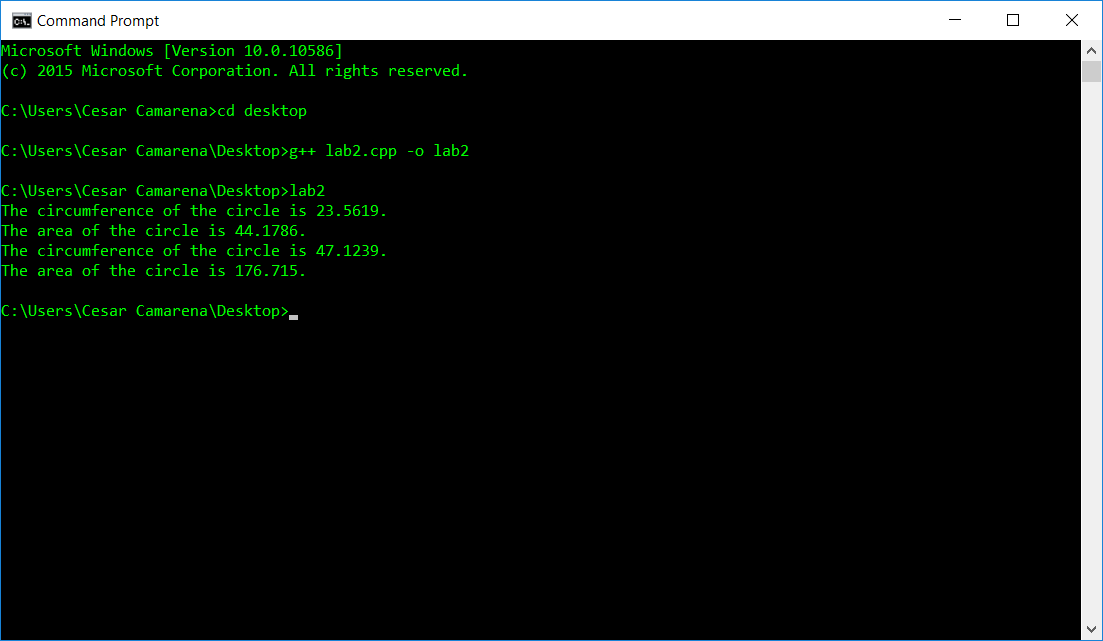 Command Prompt
Microsoft Windows [Version 10.0.10586]
(c) 2015 Microsoft Corporation. All rights reserved.
C:\Users\Cesar Camarena>cd desktop
C:\Users\Cesar Camarena\Desktop>g++ lab2.cpp -o lab2
C:\Users\Cesar Camarena\Desktop>lab2
The circumference of the circle is 23.5619.
The area of the circle is 44.1786.
The circumference of the circle is 47.1239.
The area of the circle is 176.715.
C:\Users\Cesar Camarena\Desktop>